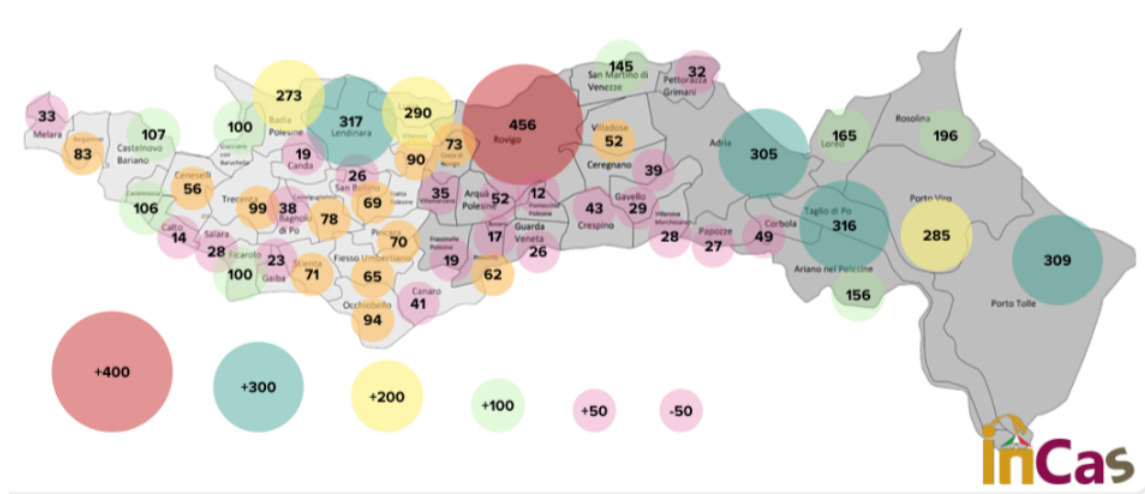 33
Melara
83
107
Castelnovo
Bariano
106
100
273
Badia
Polesine
317
Lendinara
290
73
90
456
Rovigo
145
San Martino di
Venezze
32
Pettorazza
Grimani
Villadose
52
Ceregnano
39
Adria
305
165
Loreo
Rosolina
196
19
Canda
26
San Bellino
69
Ceneselli
56
Trecenta
99
38
Bagnolo
di Po
78
35
Arquà
Polesine
52
12
43
Crespino
Gavello
29
28
Papozze
27
Corbola
49
Taglio di Po
316
Porto Viro
285
309
Porto Tolle
Ariano nel Polesine
156
Calto
14
Salara
28
Ficarolo
100
23
Gaiba
Stienta
71
Pincara
70
Fiesso Umbertiano
65
19
17
Guarda
Veneta
26
62
Canaro
41
Occhiobello
94
+400
+300
+200
+100
+50
-50
inCas